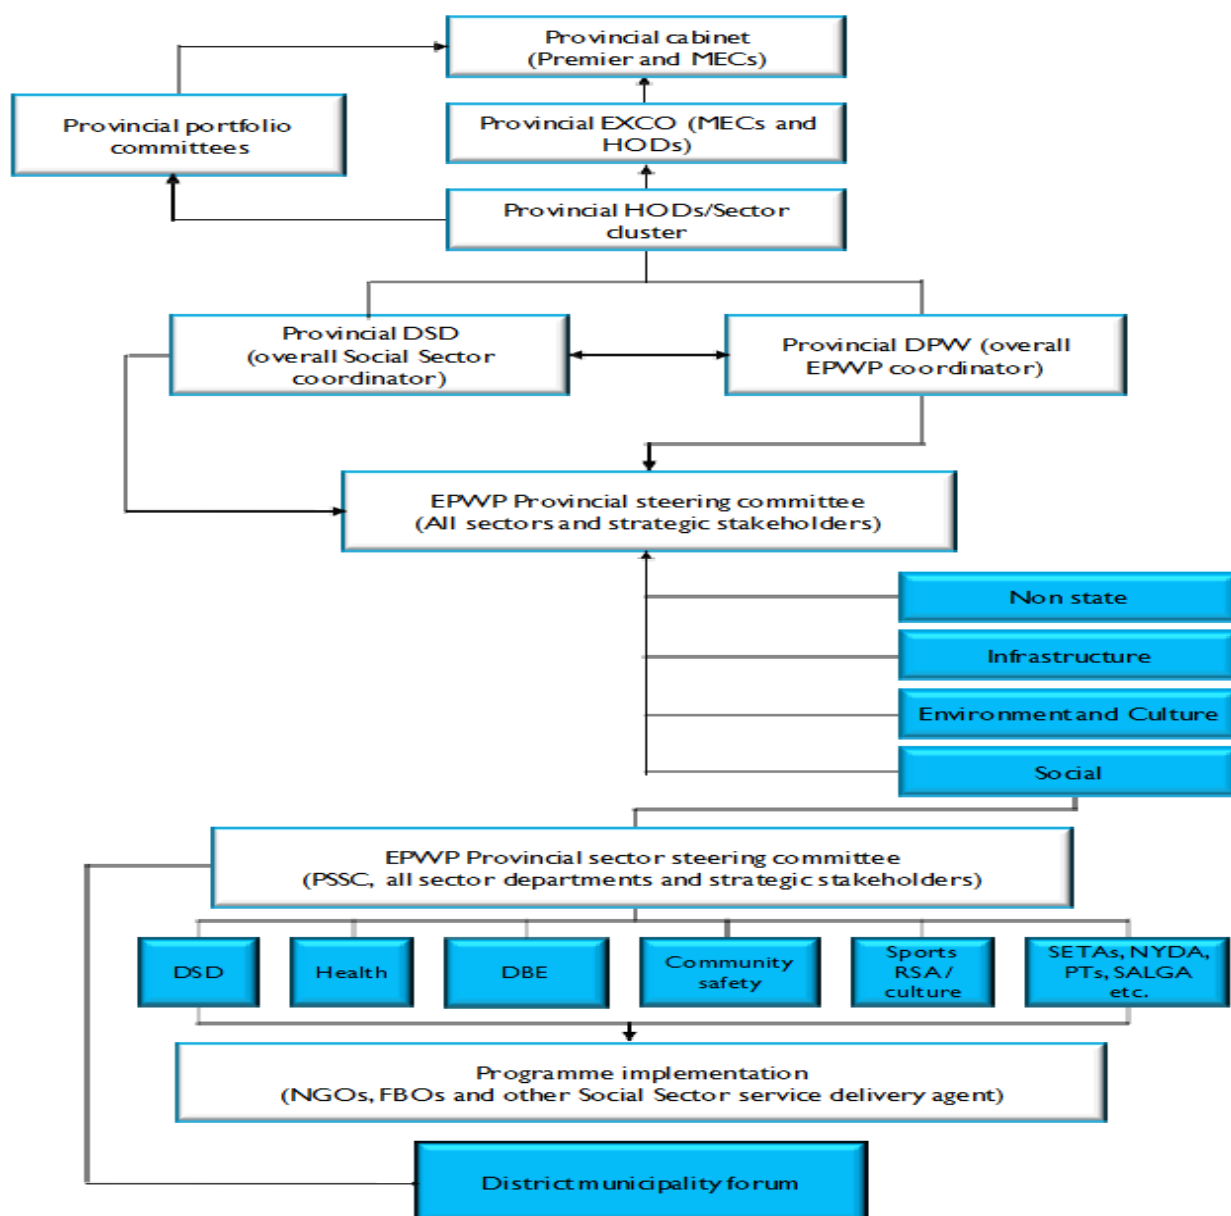 Provincial cabinet
(Premier and MECs)
Provincial portfolio
committees
Provincial EXCO (MECs and
HODs)
Provincial HODs/Sector
cluster
Provincial DSD
(overall Social Sector
coordinator)
Provincial DPW (overall
EPWP coordinator)
EPWP Provincial steering committee
(All sectors and strategic stakeholders)
Non state
Infrastructure
Environment and Culture
Social
EPWP Provincial sector steering committee
(PSSC, all sector departments and strategic stakeholders)
DSD
Health
DBE
Community
safety
Sports
RSA /
culture
SETAs, NYDA,
PTs, SALGA
etc.
Programme implementation
(NGOs, FBOs and other Social Sector service delivery agent)
District municipality forum